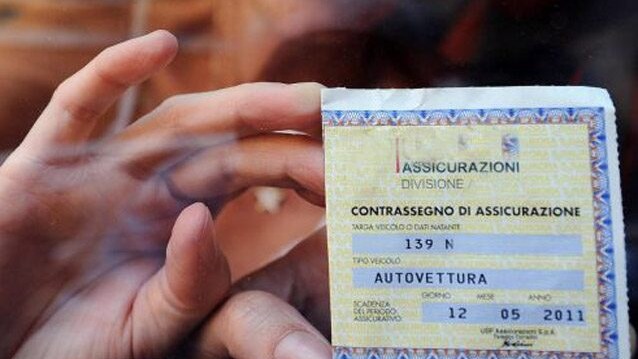 ASSICURAZIONI
DIVISIONE
CONTRASSEGNO DI ASSICURAZIONE
TARGA VEICOLO O DATI NATANTE
139 N
TIPO VEICOLO
AUTOVETTURA
SCADENZA DEL PERIODO ASSICURATIVO
GIORNO MESE ANNO
12 05 2011
Assicurazioni S.p.A.